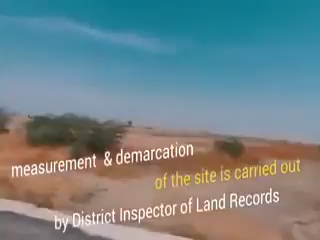 measurement & demarcation
of the site is carried out
by District Inspector of Land Records